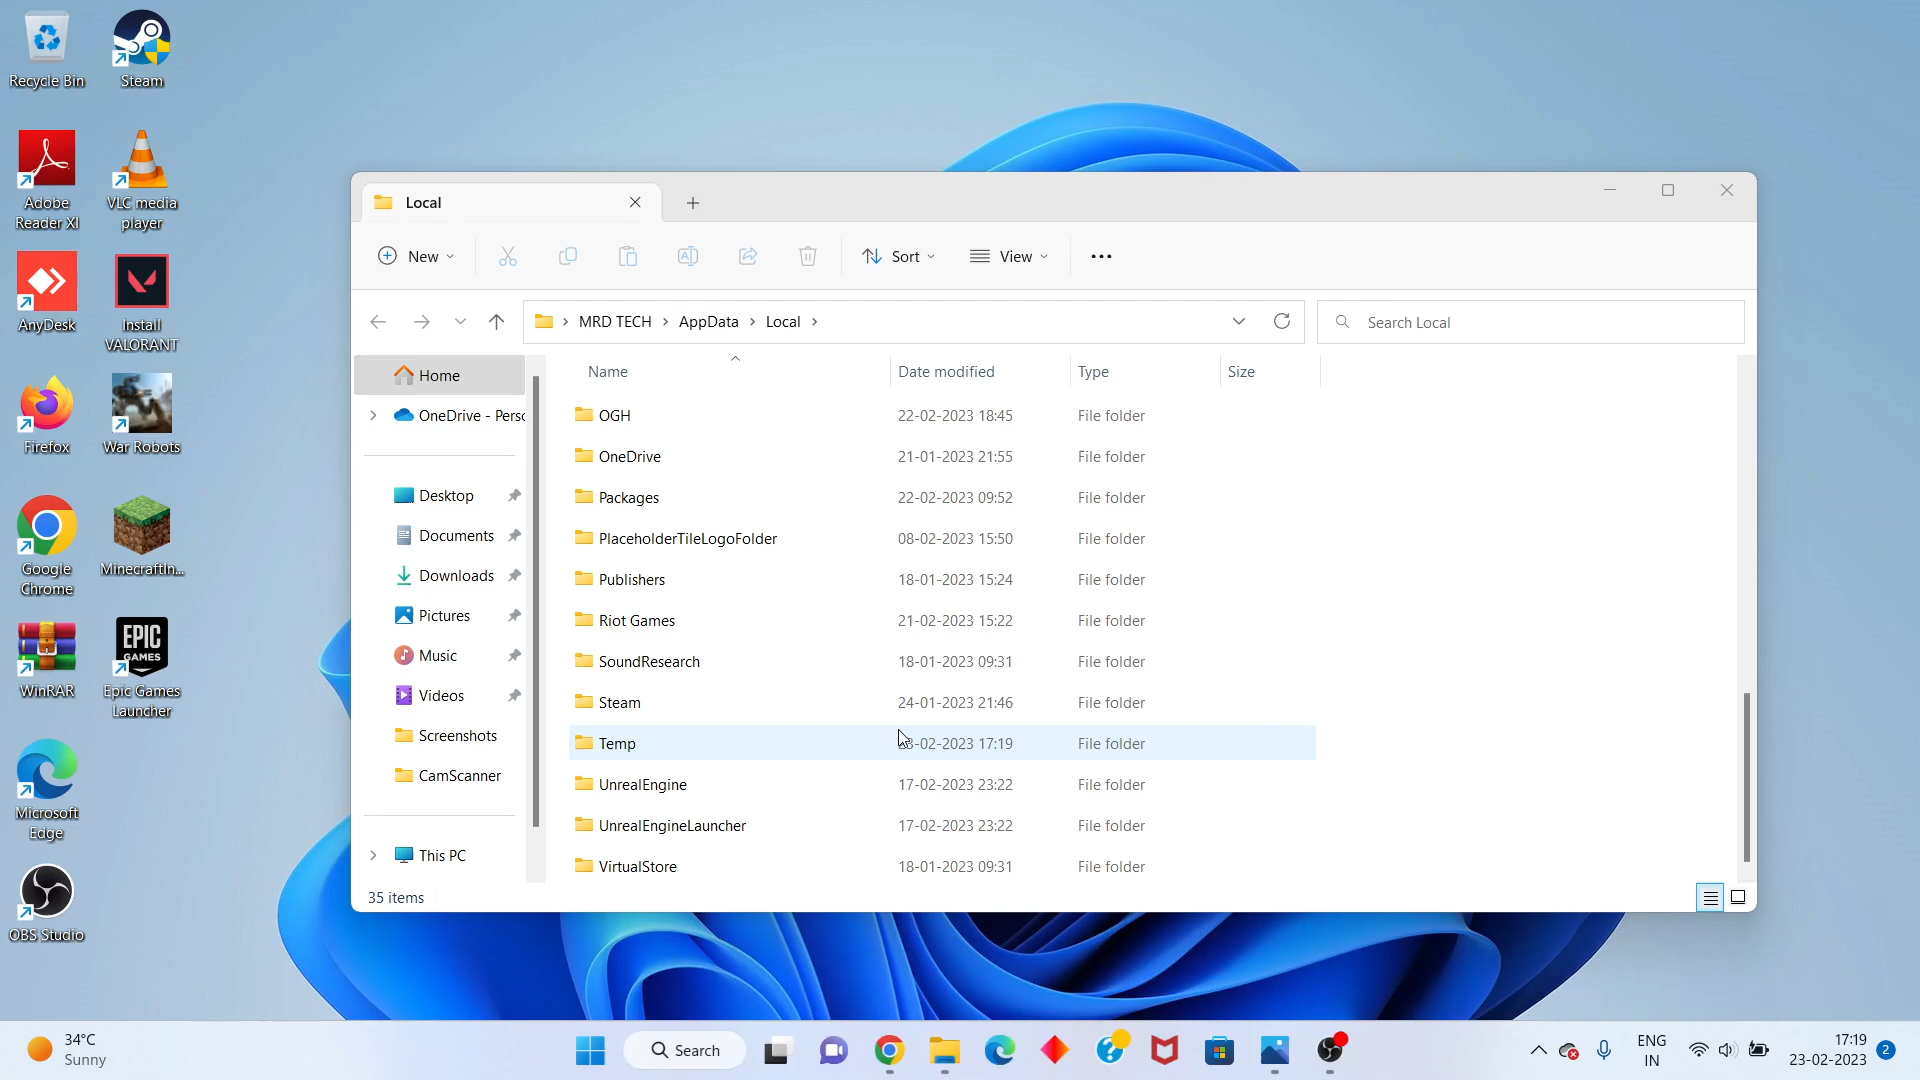 Recycle Bin
Steam
Adobe
Reader XI
VLC media
player
AnyDesk
Install
VALORANT
Firefox
War Robots
Google
Chrome
MinecraftIn...
WinRAR
EPIC
GAMES
Epic Games
Launcher
Microsoft
Edge
OBS Studio
Local
New
Sort
View
MRD TECH > AppData > Local >
Search Local
Home
OneDrive - Perso
Desktop
Documents
Downloads
Pictures
Music
Videos
Screenshots
CamScanner
This PC
Name Date modified Type Size
OGH 22-02-2023 18:45 File folder
OneDrive 21-01-2023 21:55 File folder
Packages 22-02-2023 09:52 File folder
PlaceholderTileLogoFolder 08-02-2023 15:50 File folder
Publishers 18-01-2023 15:24 File folder
Riot Games 21-02-2023 15:22 File folder
SoundResearch 18-01-2023 09:31 File folder
Steam 24-01-2023 21:46 File folder
Temp 23-02-2023 17:19 File folder
UnrealEngine 17-02-2023 23:22 File folder
UnrealEngineLauncher 17-02-2023 23:22 File folder
VirtualStore 18-01-2023 09:31 File folder
35 items
34°C
Sunny
Search
ENG
IN
17:19
23-02-2023
2